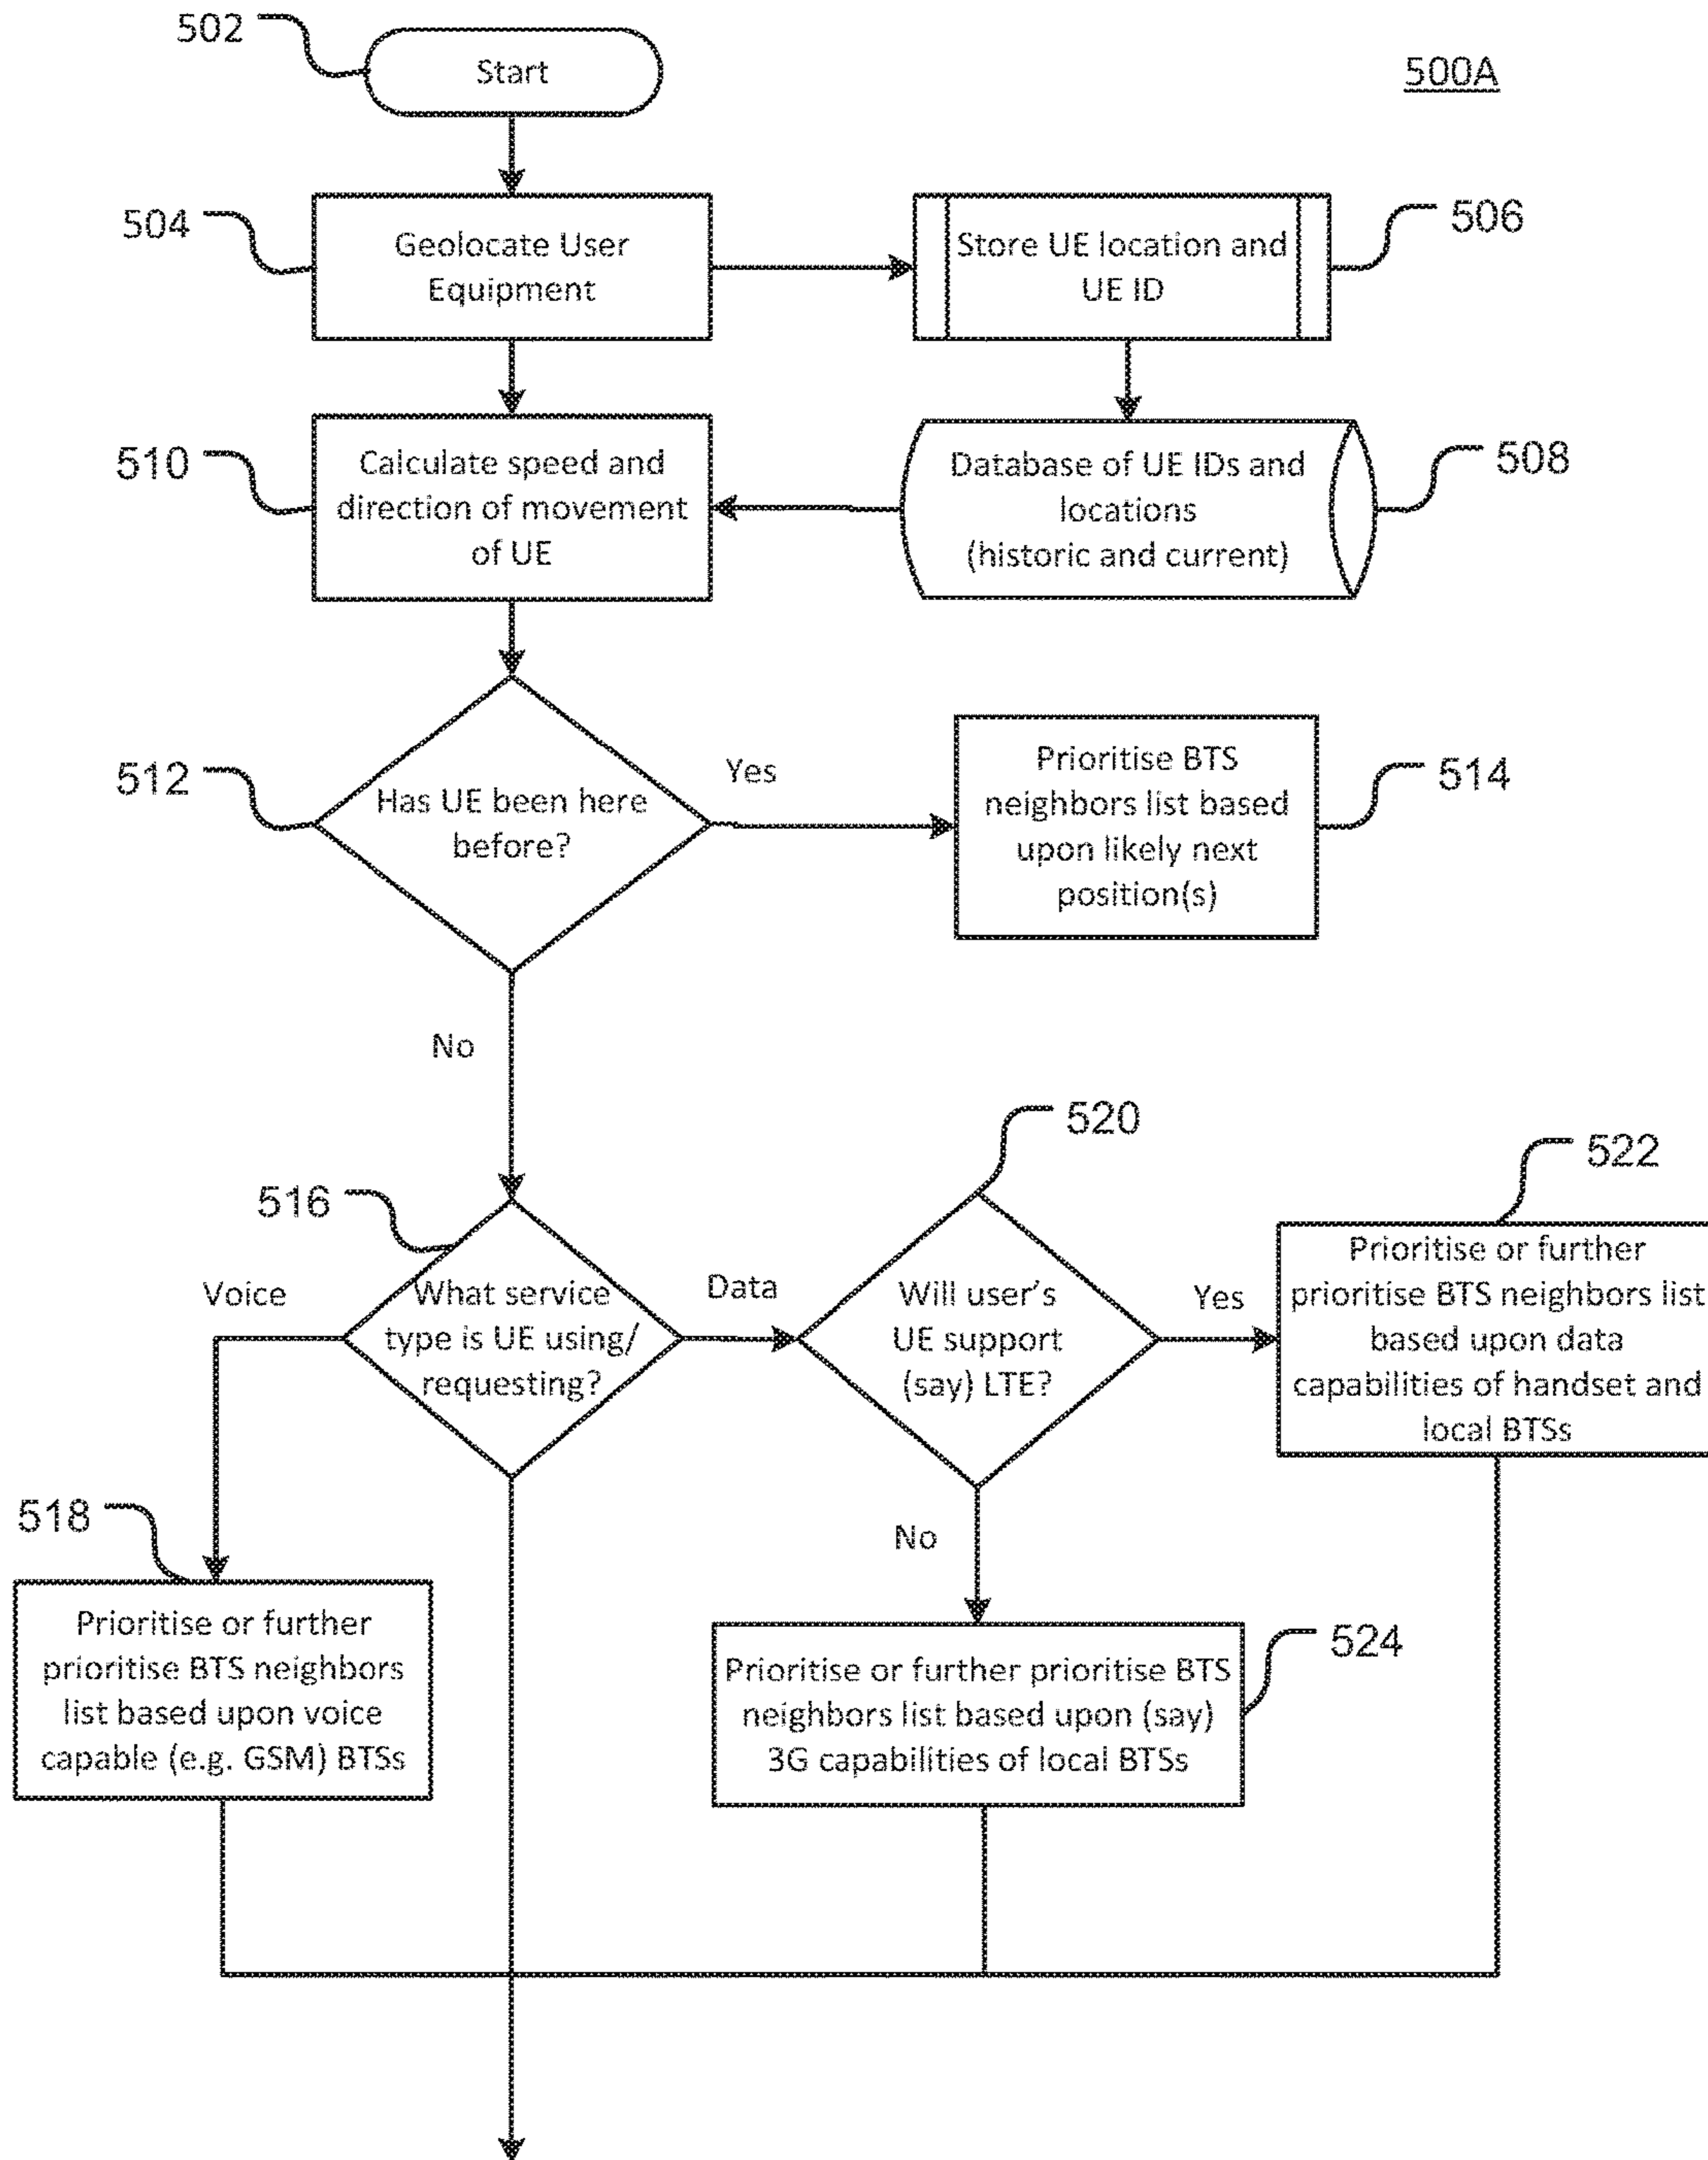 502
Start
500A
504
Geolocate User
Equipment
Store UE location and
UE ID
506
510
Calculate speed and
direction of movement
of UE
Database of UE IDs and
locations
(historic and current)
508
512
Has UE been here
before?
Yes
Prioritise BTS
neighbors list based
upon likely next
position(s)
514
No
516
What service
type is UE using/
requesting?
Voice
Data
520
Will user's
UE support
(say) LTE?
Yes
522
Prioritise or further
prioritise BTS neighbors list
based upon data
capabilities of handset and
local BTSs
518
Prioritise or further
prioritise BTS neighbors
list based upon voice
capable (e.g. GSM) BTSs
No
Prioritise or further prioritise BTS
neighbors list based upon (say)
3G capabilities of local BTSs
524